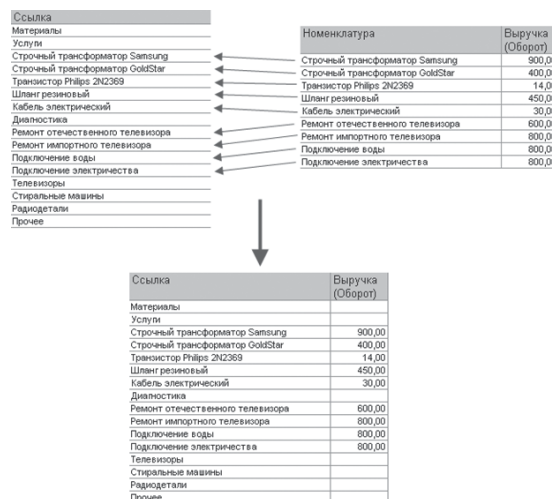 Ссылка
Материалы
Услуги
Строчный трансформатор Samsung
Строчный трансформатор GoldStar
Транзистор Philips 2N2369
Шланг резиновый
Кабель электрический
Диагностика
Ремонт отечественного телевизора
Ремонт импортного телевизора
Подключение воды
Подключение электричества
Телевизоры
Стиральные машины
Радиодетали
Прочее
Номенклатура Выручка
(Оборот)
Строчный трансформатор Samsung 900,00
Строчный трансформатор GoldStar 400,00
Транзистор Philips 2N2369 14,00
Шланг резиновый 450,00
Кабель электрический 30,00
Ремонт отечественного телевизора 600,00
Ремонт импортного телевизора 800,00
Подключение воды 800,00
Подключение электричества 800,00
Ссылка Выручка
(Оборот)
Материалы
Услуги
Строчный трансформатор Samsung 900,00
Строчный трансформатор GoldStar 400,00
Транзистор Philips 2N2369 14,00
Шланг резиновый 450,00
Кабель электрический 30,00
Диагностика
Ремонт отечественного телевизора 600,00
Ремонт импортного телевизора 800,00
Подключение воды 800,00
Подключение электричества 800,00
Телевизоры
Стиральные машины
Радиодетали
Прочее